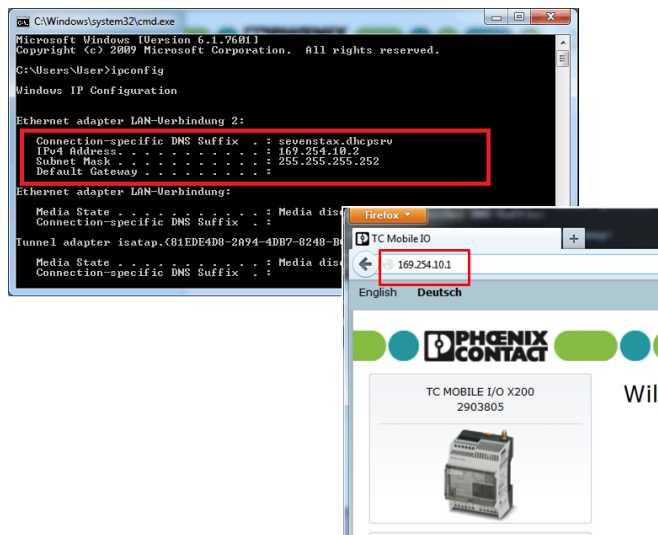 C:\Windows\system32\cmd.exe
Microsoft Windows [Version 6.1.7601]
Copyright (c) 2009 Microsoft Corporation.  All rights reserved.
C:\Users\User>ipconfig
Windows IP Configuration
Ethernet adapter LAN-Verbindung 2:
Connection-specific DNS Suffix  . : sevenstax.dhcpsrv
IPv4 Address. . . . . . . . . . . : 169.254.10.2
Subnet Mask . . . . . . . . . . . : 255.255.255.252
Default Gateway . . . . . . . . . :
Ethernet adapter LAN-Verbindung:
Media State . . . . . . . . . . . : Media disc
Connection-specific DNS Suffix  . :
Tunnel adapter isatap.{81EDE4D8-2A94-4DB7-8248-B
Media State . . . . . . . . . . . : Media disc
Connection-specific DNS Suffix  . :
Firefox
TC Mobile IO
169.254.10.1
English Deutsch
PHŒNIX
CONTACT
TC MOBILE I/O X200
2903805
Wil